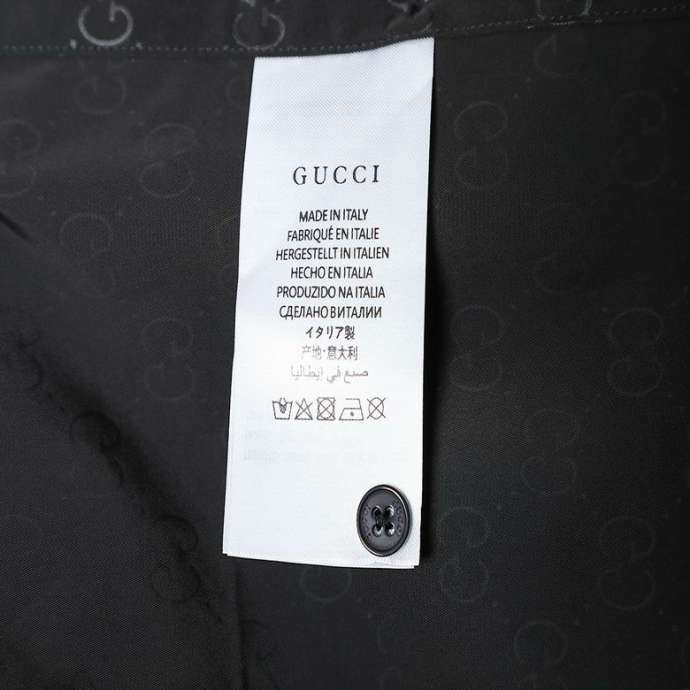 GUCCI
MADE IN ITALY
FABRIQUÉ EN ITALIE
HERGESTELLT IN ITALIEN
HECHO EN ITALIA
PRODUZIDO NA ITALIA
СДЕЛАНО В ИТАЛИИ
イタリア製
产地·意大利
صنع في إيطاليا